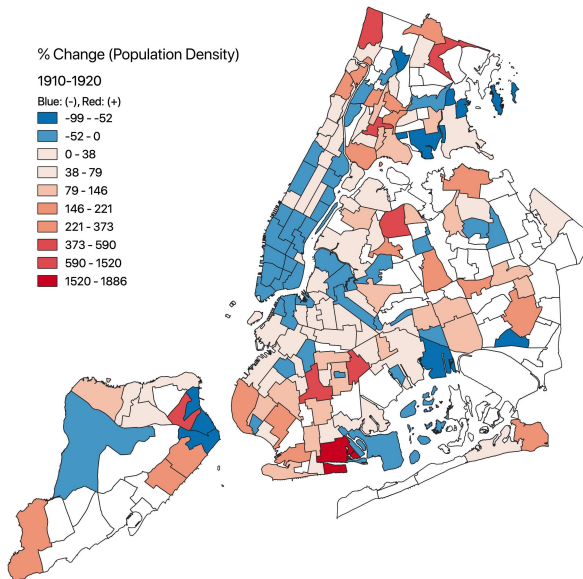 % Change (Population Density)
1910-1920
Blue: (-), Red: (+)
-99 - -52
-52 - 0
0 - 38
38 - 79
79 - 146
146 - 221
221 - 373
373 - 590
590 - 1520
1520 - 1886